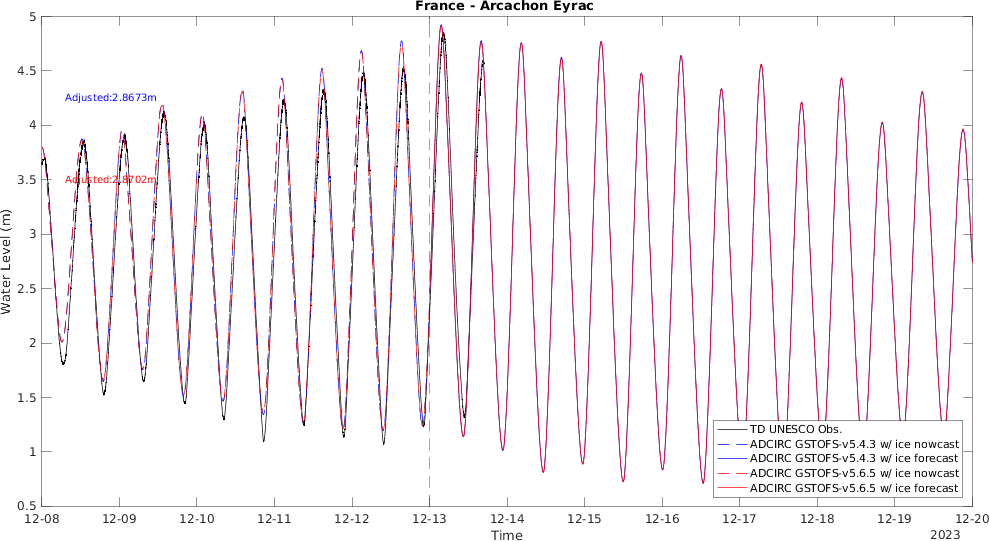 France - Arcachon Eyrac
5
4.5
4
3.5
3
2.5
2
1.5
1
0.5
Water Level (m)
Adjusted:2.8673m
Adjusted:2.8702m
TD UNESCO Obs.
ADCIRC GSTOFS-v5.4.3 w/ ice nowcast
ADCIRC GSTOFS-v5.4.3 w/ ice forecast
ADCIRC GSTOFS-v5.6.5 w/ ice nowcast
ADCIRC GSTOFS-v5.6.5 w/ ice forecast
12-08 12-09 12-10 12-11 12-12 12-13 12-14 12-15 12-16 12-17 12-18 12-19 12-20
Time
2023